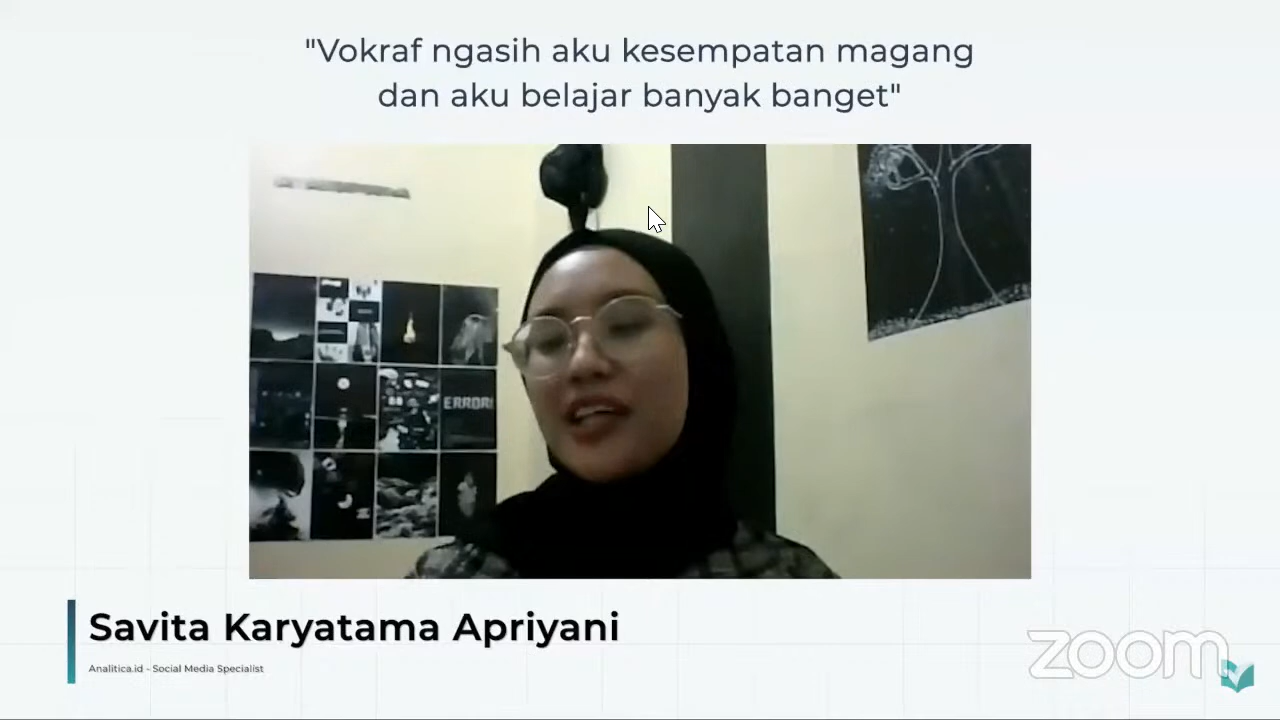 "Vokraf ngasih aku kesempatan magang
dan aku belajar banyak banget"
ERROR!
Savita Karyatama Apriyani
Analitica.id - Social Media Specialist
zoom